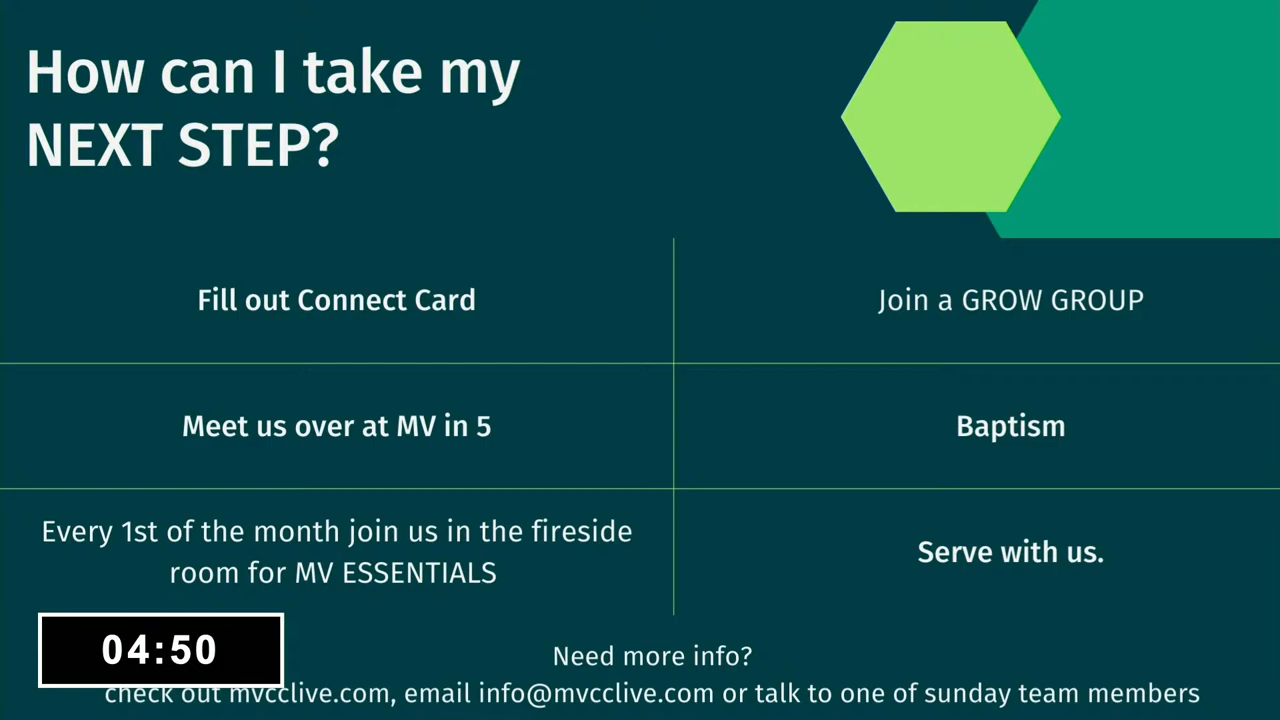 How can I take my
NEXT STEP?
Fill out Connect Card
Join a GROW GROUP
Meet us over at MV in 5
Baptism
Every 1st of the month join us in the fireside
room for MV ESSENTIALS
Serve with us.
04:50
Need more info?
check out mvcclive.com, email info@mvcclive.com or talk to one of sunday team members